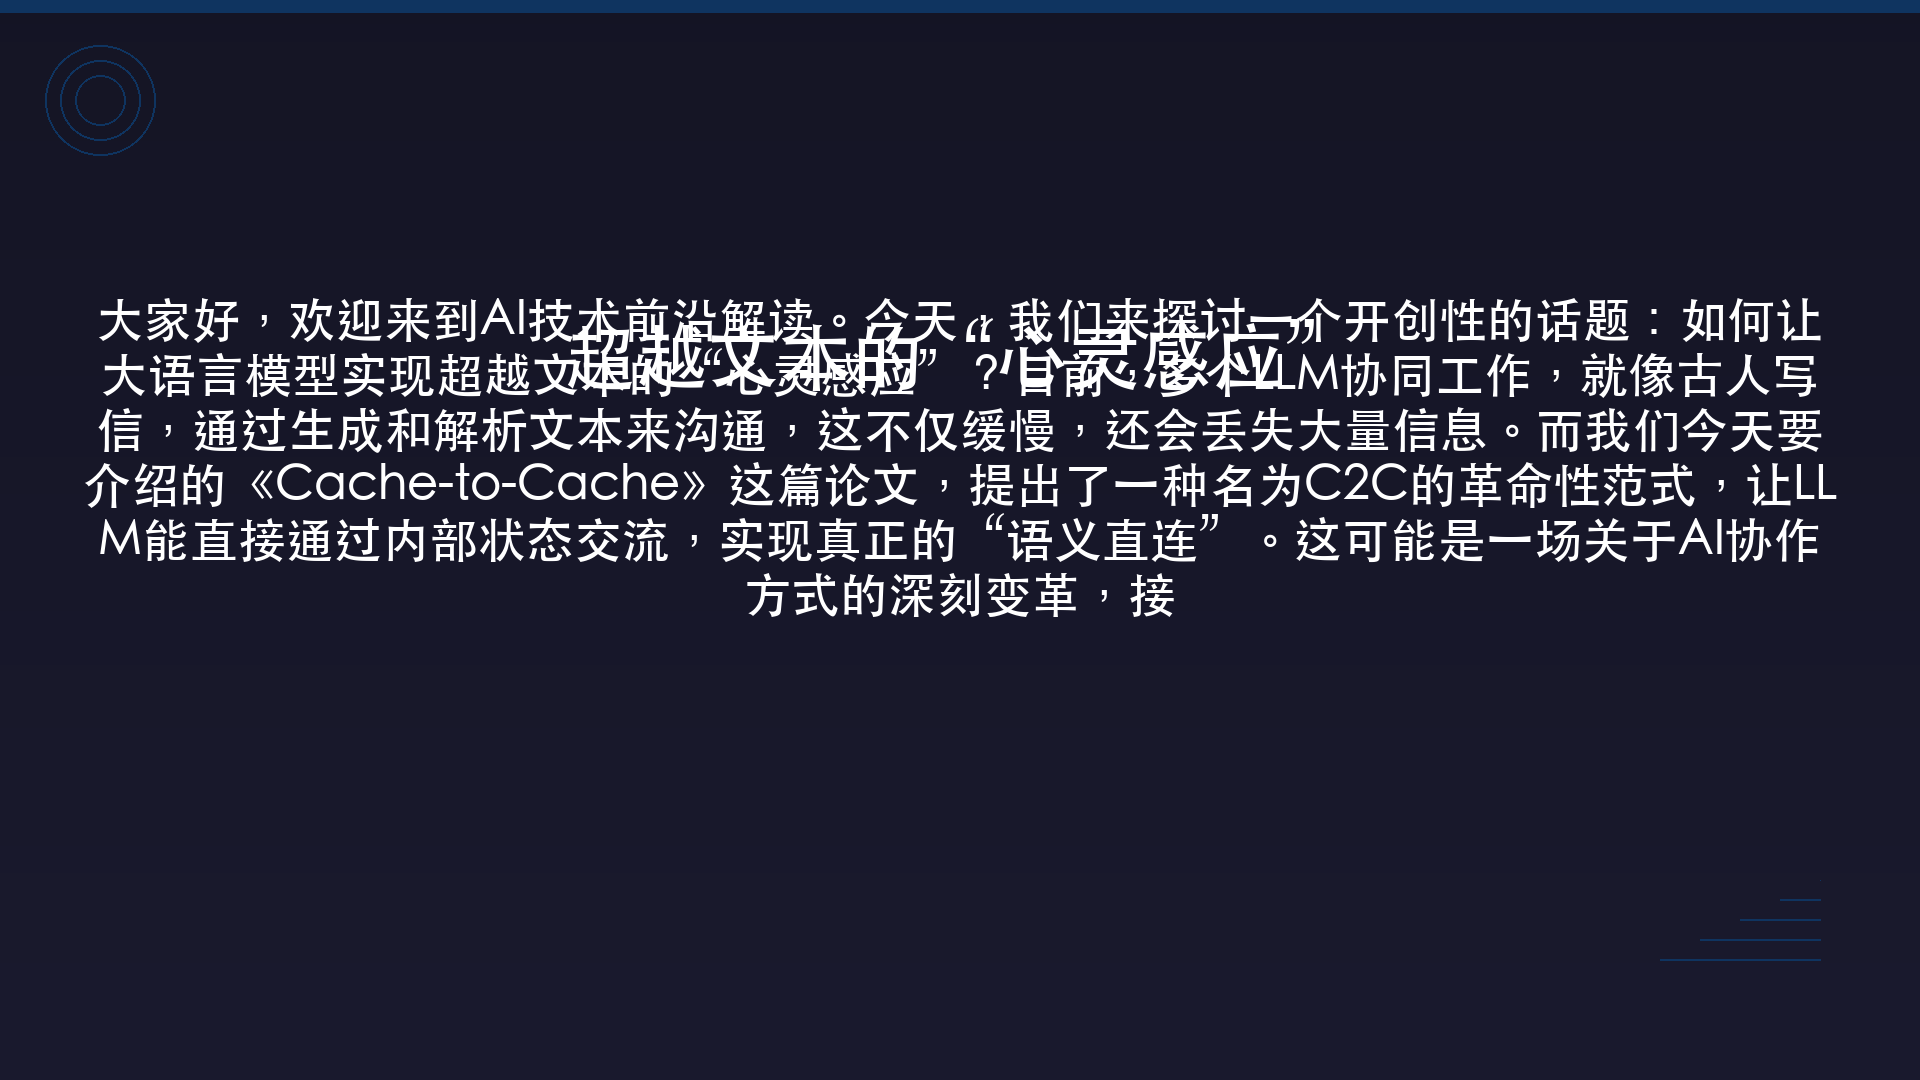 大家好，欢迎来到AI技术前沿解读。今天，我们来探讨一个开创性的话题：如何让
超越文本的“心灵感应”
大语言模型实现超越文本的“心灵感应”？目前，多个LLM协同工作，就像古人写
信，通过生成和解析文本来沟通，这不仅缓慢，还会丢失大量信息。而我们今天要
介绍的《Cache-to-Cache》这篇论文，提出了一种名为C2C的革命性范式，让LL
M能直接通过内部状态交流，实现真正的“语义直连”。这可能是一场关于AI协作
方式的深刻变革，接